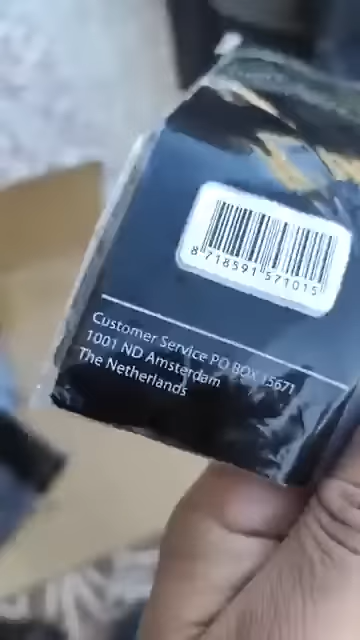 8 718591 571015
Customer Service PO BOX 15671
1001 ND Amsterdam
The Netherlands